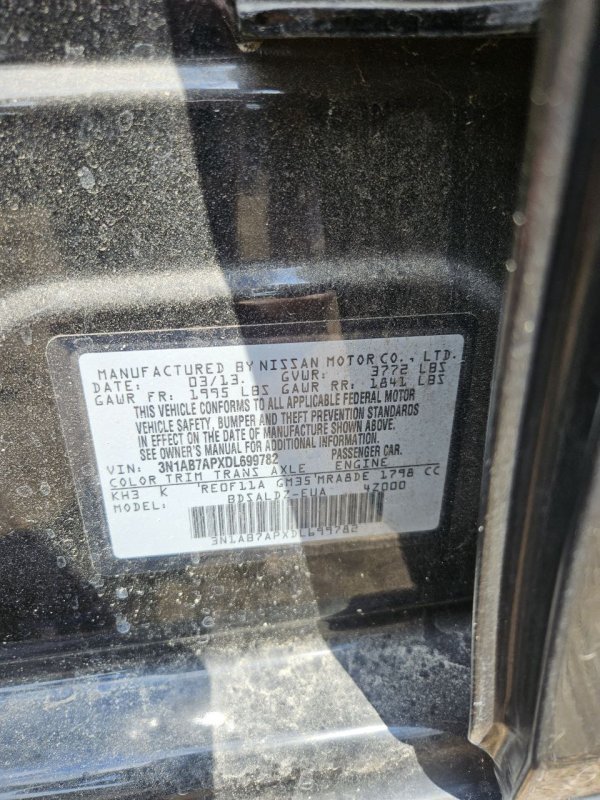 MANUFACTURED BY NISSAN MOTOR CO., LTD.
DATE: 03/13. GVWR: 3772 LBS
GAWR FR: 1995 LBS GAWR RR: 1841 LBS
THIS VEHICLE CONFORMS TO ALL APPLICABLE FEDERAL MOTOR
VEHICLE SAFETY, BUMPER AND THEFT PREVENTION STANDARDS
IN EFFECT ON THE DATE OF MANUFACTURE SHOWN ABOVE.
SEE OWNER'S MANUAL FOR ADDITIONAL INFORMATION.
VIN: 3N1AB7APXDL699782 PASSENGER CAR.
COLOR TRIM TRANS AXLE ENGINE
KH3 K RE0F11A GM35 MRA8DE 1798 CC
MODEL: BDSALDZ-EUA 4Z000
3N1AB7APXDL699782